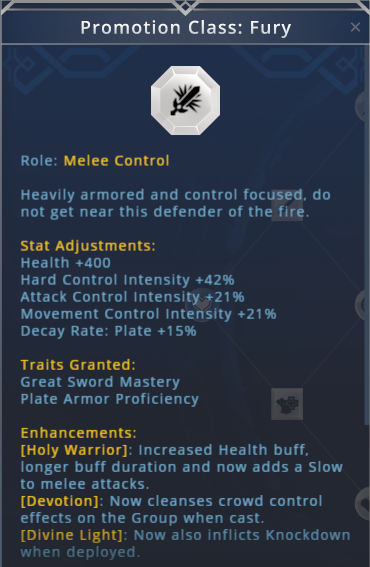 Promotion Class: Fury
Role: Melee Control
Heavily armored and control focused, do
not get near this defender of the fire.
Stat Adjustments:
Health +400
Hard Control Intensity +42%
Attack Control Intensity +21%
Movement Control Intensity +21%
Decay Rate: Plate +15%
Traits Granted:
Great Sword Mastery
Plate Armor Proficiency
Enhancements:
[Holy Warrior]: Increased Health buff,
longer buff duration and now adds a Slow
to melee attacks.
[Devotion]: Now cleanses crowd control
effects on the Group when cast.
[Divine Light]: Now also inflicts Knockdown
when deployed.